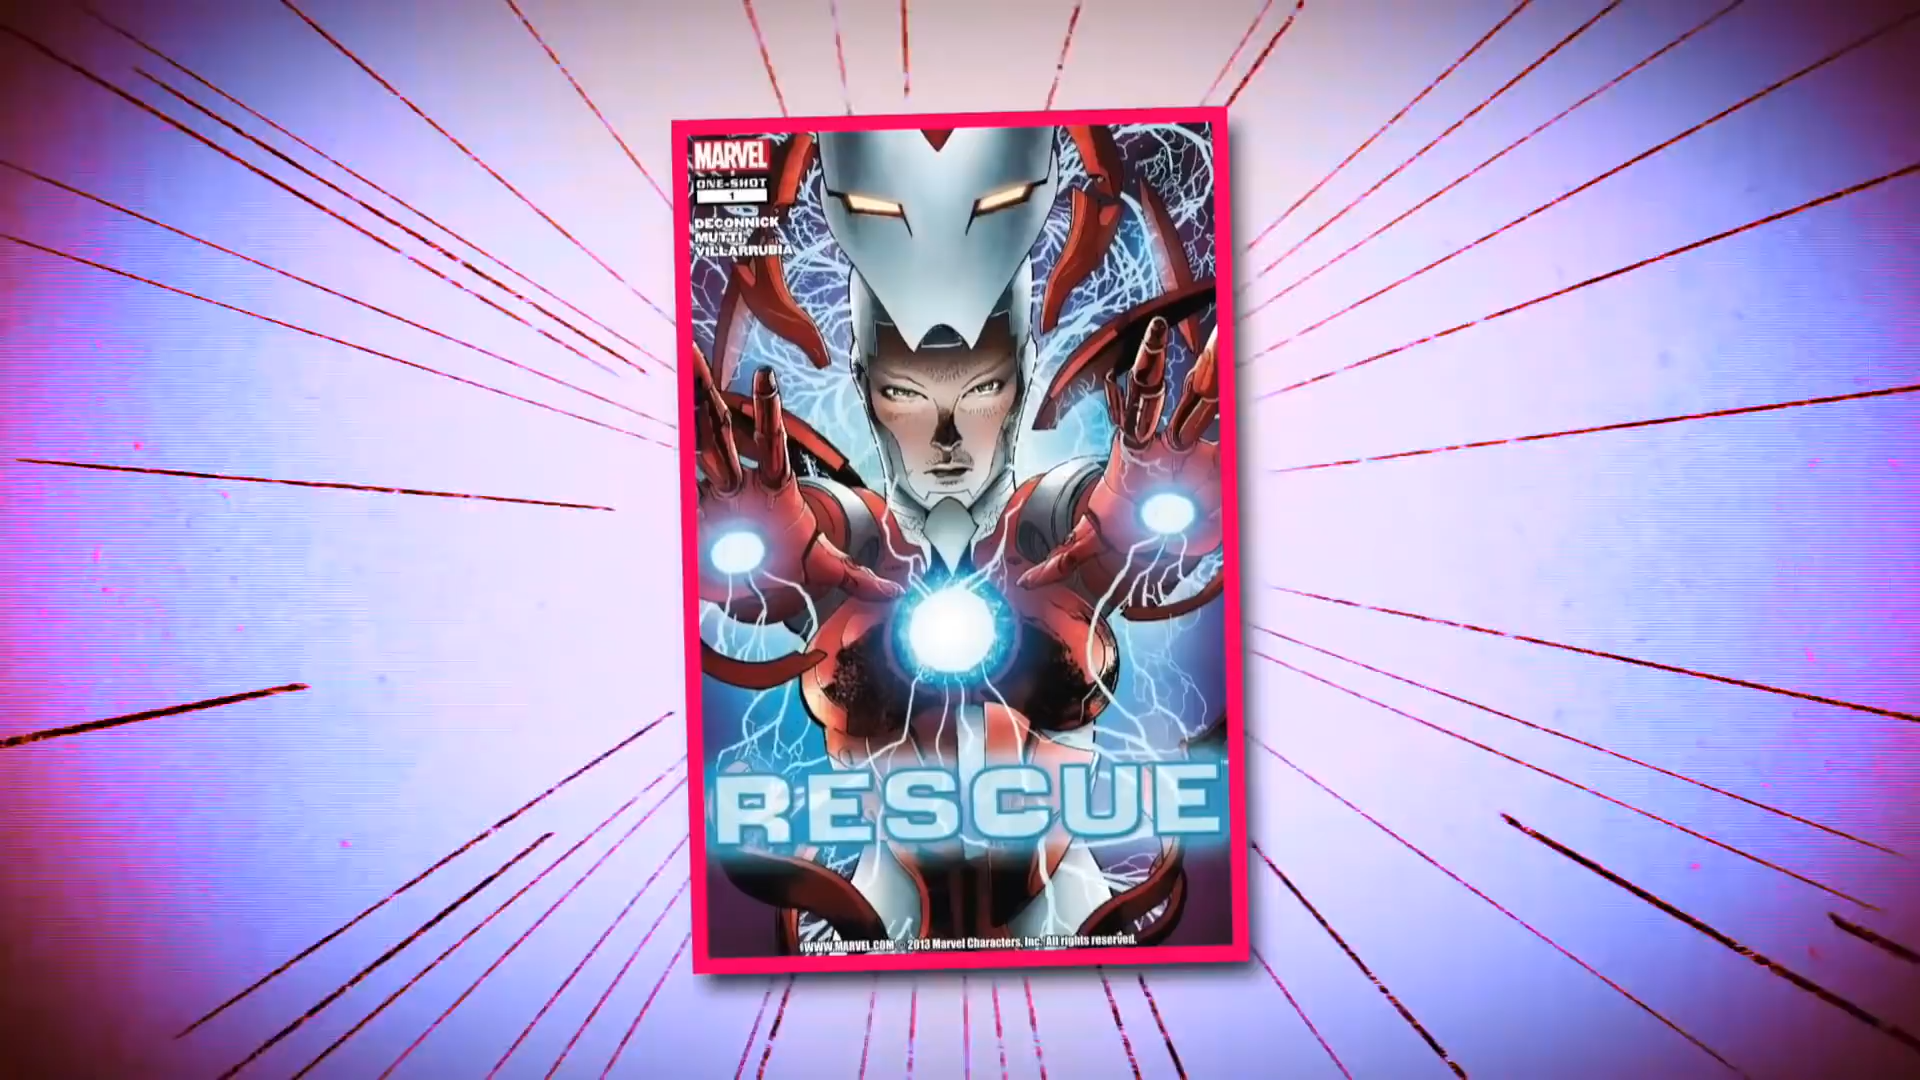 MARVEL
ONE-SHOT
1
DECONNICK
MUTTI
VILLARRUBIA
RESCUE
WWW.MARVEL.COM © 2013 Marvel Characters, Inc. All rights reserved.